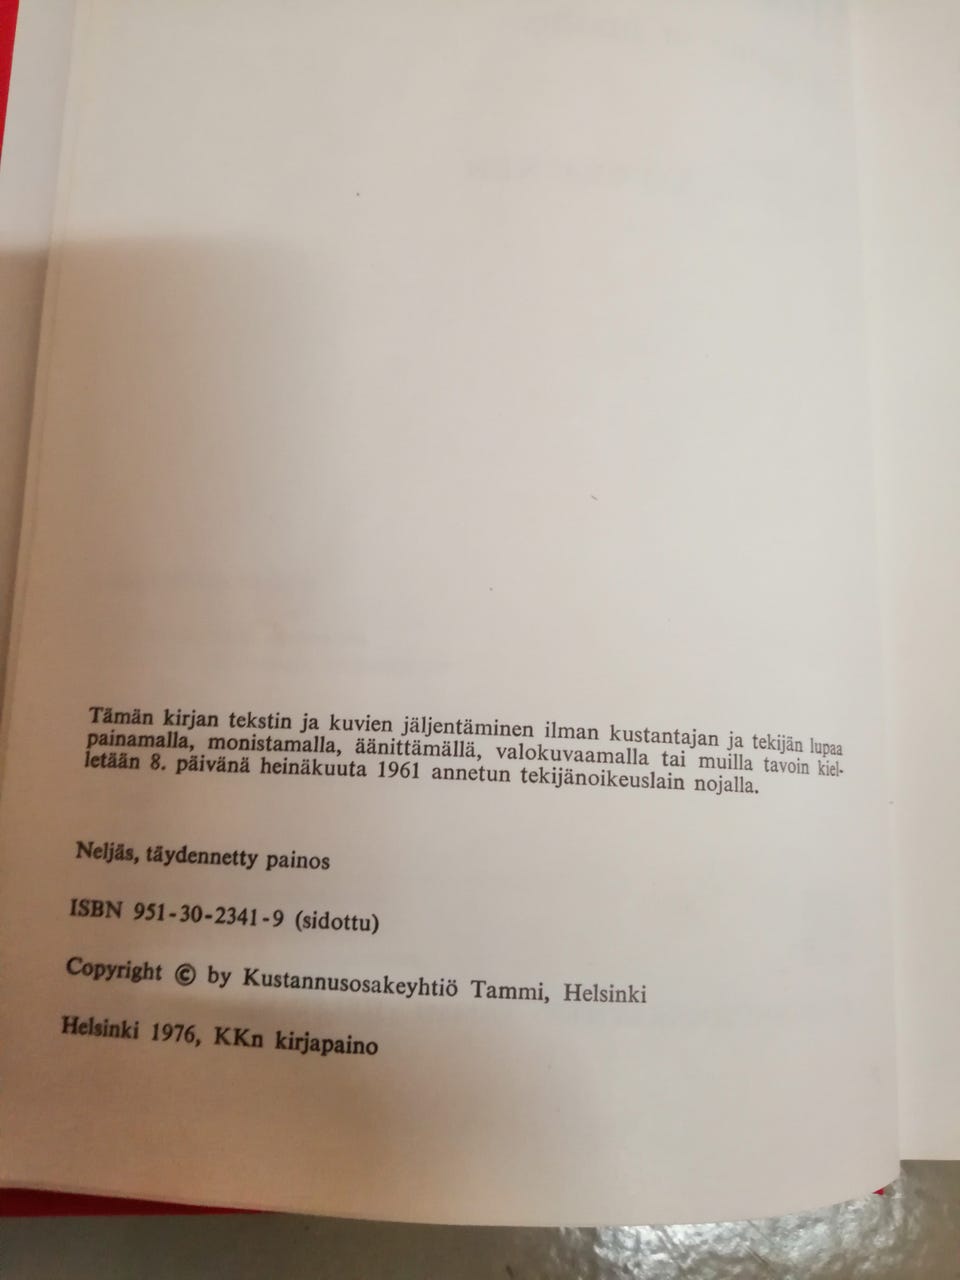 Tämän kirjan tekstin ja kuvien jäljentäminen ilman kustantajan ja tekijän lupaa
painamalla, monistamalla, äänittämällä, valokuvaamalla tai muilla tavoin kiel-
letään 8. päivänä heinäkuuta 1961 annetun tekijänoikeuslain nojalla.
Neljäs, täydennetty painos
ISBN 951-30-2341-9 (sidottu)
Copyright © by Kustannusosakeyhtiö Tammi, Helsinki
Helsinki 1976, KKn kirjapaino